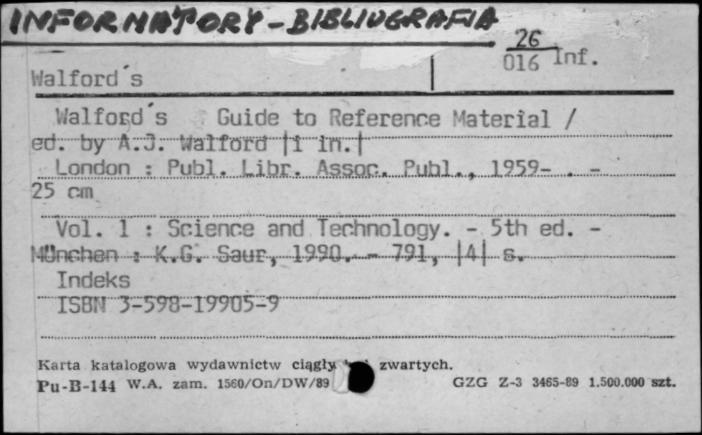 INFORMATORY - BIBLIOGRAFIA
26
016 Inf.
Walford´s
Walford´s Guide to Reference Material /
ed. by A.J. Walford |i in.|
London : Publ. Libr. Assoc. Publ., 1959- . -
25 cm
Vol. 1 : Science and Technology. - 5th ed. -
München : K.G. Saur, 1990. - 791, |4| s.
Indeks
ISBN 3-598-19905-9
Karta katalogowa wydawnictw ciągły zwartych.
Pu-B-114 W.A. zam. 1560/On/DW/89 GZG Z-3 3465-89 1.500.000 szt.